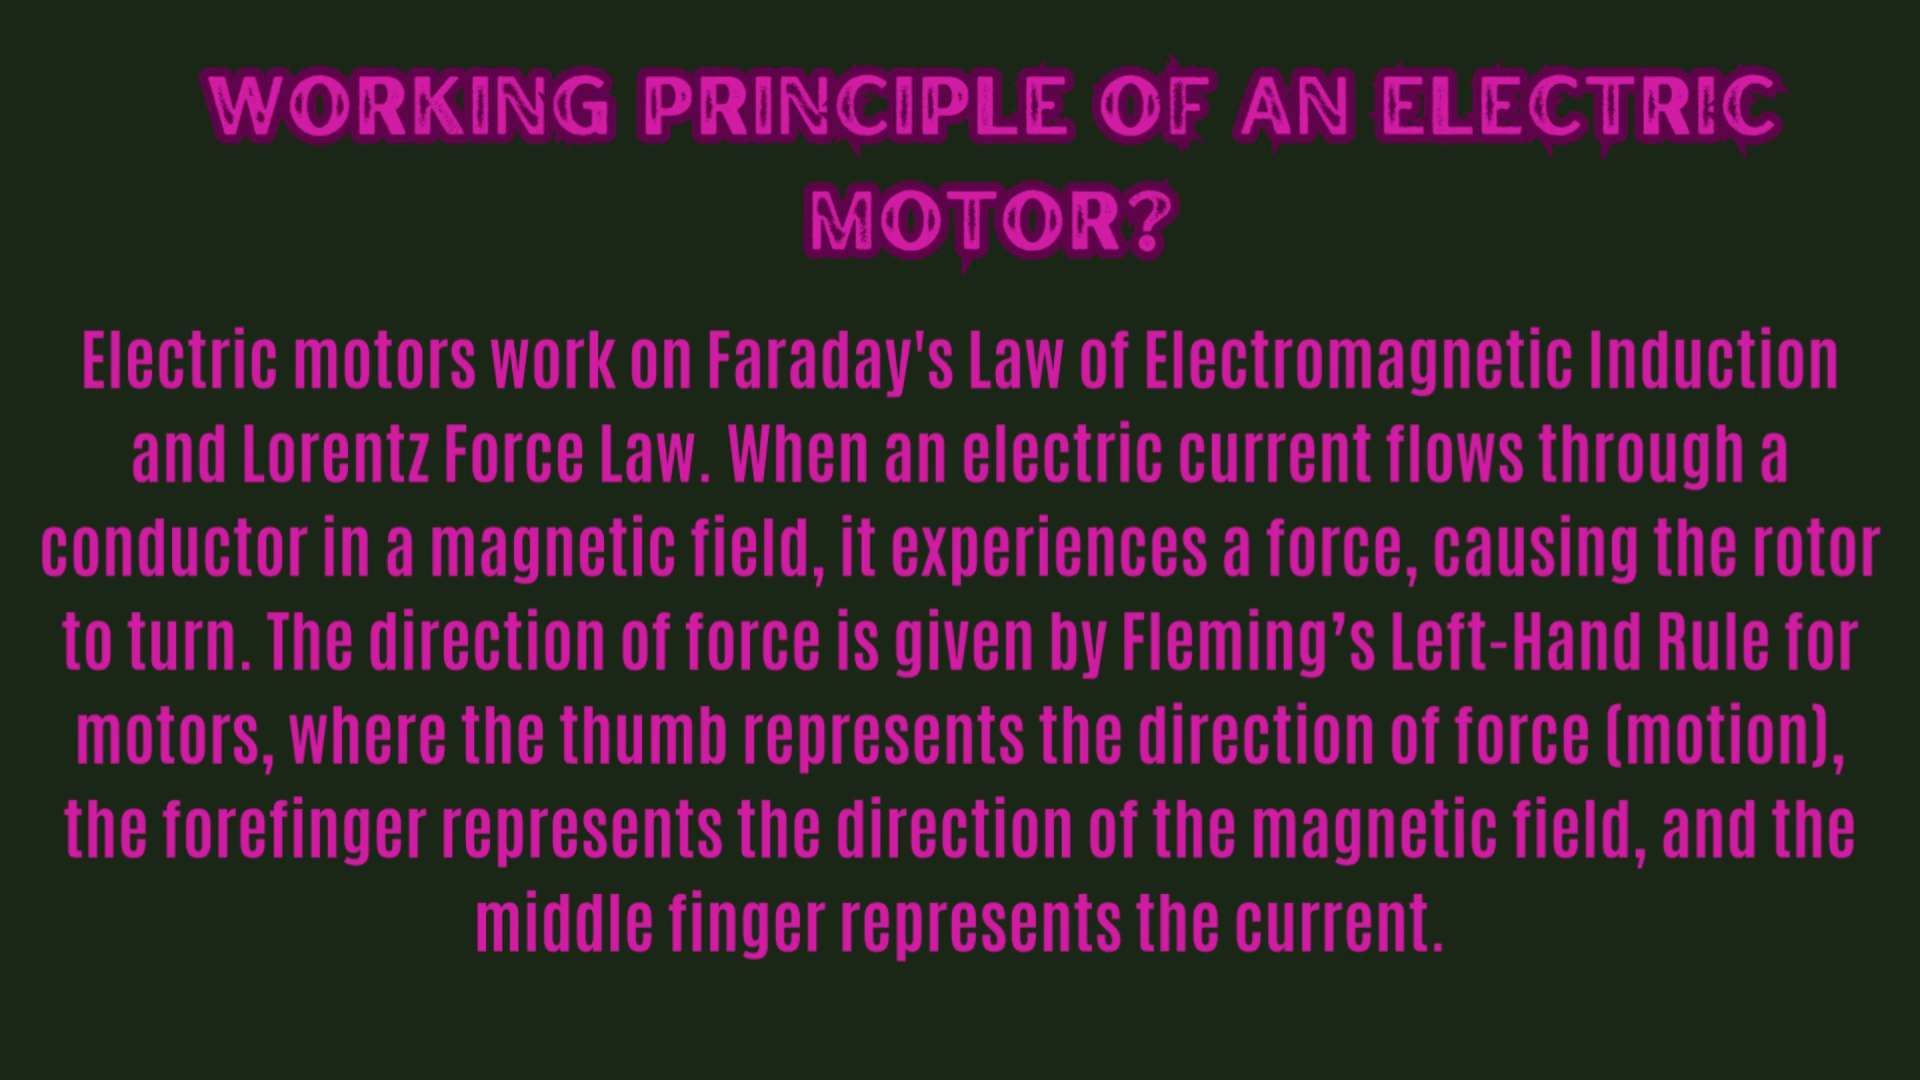 WORKING PRINCIPLE OF AN ELECTRIC
MOTOR?
Electric motors work on Faraday's Law of Electromagnetic Induction
and Lorentz Force Law. When an electric current flows through a
conductor in a magnetic field, it experiences a force, causing the rotor
to turn. The direction of force is given by Fleming’s Left-Hand Rule for
motors, where the thumb represents the direction of force (motion),
the forefinger represents the direction of the magnetic field, and the
middle finger represents the current.